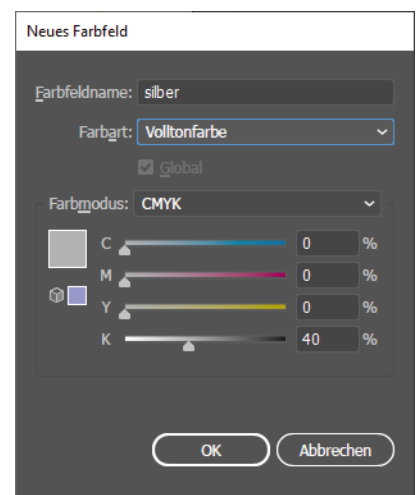 Neues Farbfeld
Farbfeldname: silber
Farbart: Volltonfarbe
Global
Farbmodus: CMYK
C 0 %
M 0 %
Y 0 %
K 40 %
OK Abbrechen